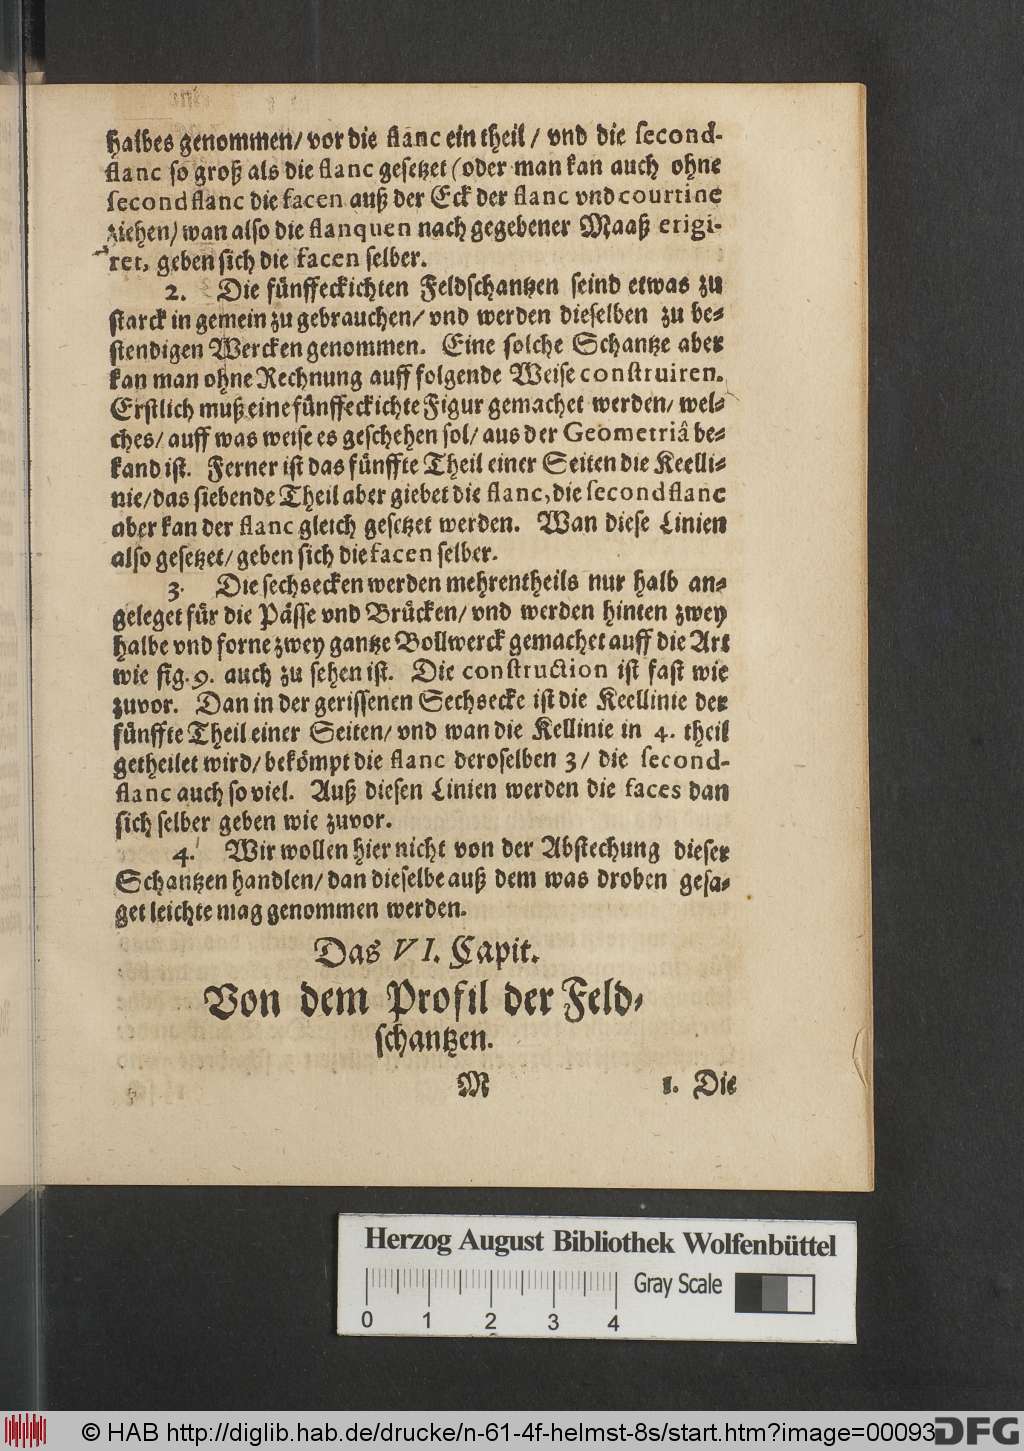 halbes genommen/ vor die flanc ein theil / vnd die second-
flanc so groß als die flanc gesetzet (oder man kan auch ohne
second flanc die facen auß der Eck der flanc vnd courtine
ziehen/ wan also die flanquen nach gegebener Maaß erigi-
ret, geben sich die facen selber.
2. Die fünffeckichten Feldschantzen seind etwas zu
starck in gemein zu gebrauchen/ vnd werden dieselben zu be-
stendigen Wercken genommen. Eine solche Schantze aber
kan man ohne Rechnung auff folgende Weise construiren.
Erstlich muß eine fünffeckichte Figur gemachet werden/ wel-
ches/ auff was weise es geschehen sol/ aus der Geometriâ be-
kand ist. Ferner ist das fünffte Theil einer Seiten die Keelli-
nie/ das siebende Theil aber giebet die flanc, die second flanc
aber kan der flanc gleich gesetzet werden. Wan diese Linien
also gesetzet/ geben sich die facen selber.
3. Die sechsecken werden mehrentheils nur halb an-
geleget für die Pässe vnd Brücken/ vnd werden hinten zwey
halbe vnd forne zwey gantze Bollwerck gemachet auff die Art
wie fig. 9. auch zu sehen ist. Die construction ist fast wie
zuvor. Dan in der gerissenen Sechsecke ist die Keellinie der
fünffte Theil einer Seiten/ vnd wan die Kellinie in 4. theil
getheilet wird/ bekömpt die flanc deroselben 3/ die second-
flanc auch so viel. Auß diesen Linien werden die faces dan
sich selber geben wie zuvor.
4. Wir wollen hier nicht von der Abstechung dieser
Schantzen handlen/ dan dieselbe auß dem was droben gesa-
get leichte mag genommen werden.
Das VI. Capit.
Von dem Profil der Feld-
schantzen.
M 1. Die
Herzog August Bibliothek Wolfenbüttel
Gray Scale
0 1 2 3 4
© HAB http://diglib.hab.de/drucke/n-61-4f-helmst-8s/start.htm?image=00093
DFG